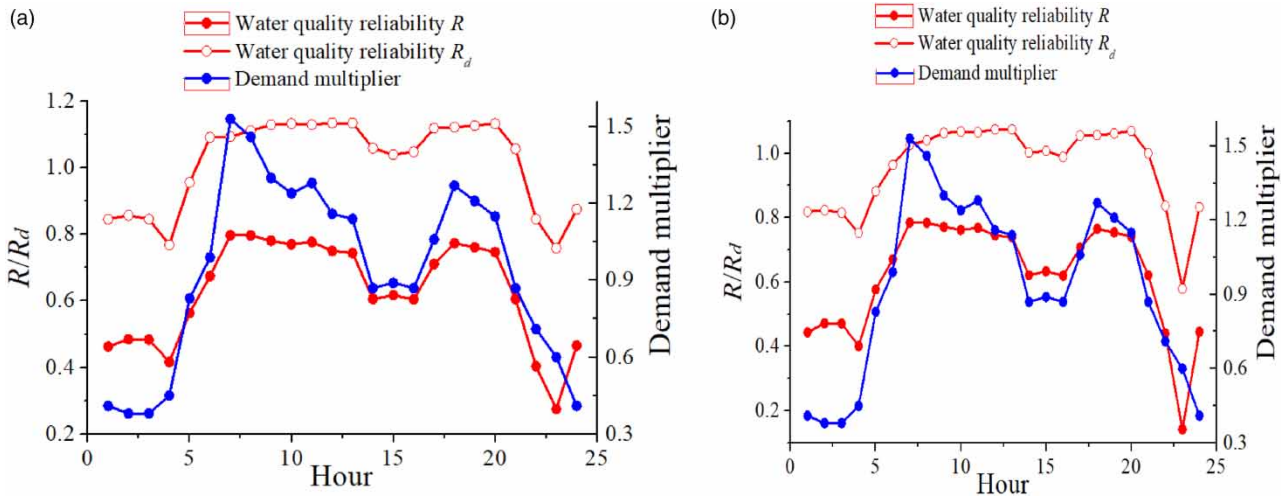 (a)
Water quality reliability R
Water quality reliability Rd
Demand multiplier
1.2
1.0
0.8
0.6
0.4
0.2
R/Rd
1.5
1.2
0.9
0.6
0.3
Demand multiplier
0 5 10 15 20 25
Hour
(b)
Water quality reliability R
Water quality reliability Rd
Demand multiplier
1.0
0.8
0.6
0.4
0.2
R/Rd
1.5
1.2
0.9
0.6
0.3
Demand multiplier
0 5 10 15 20 25
Hour